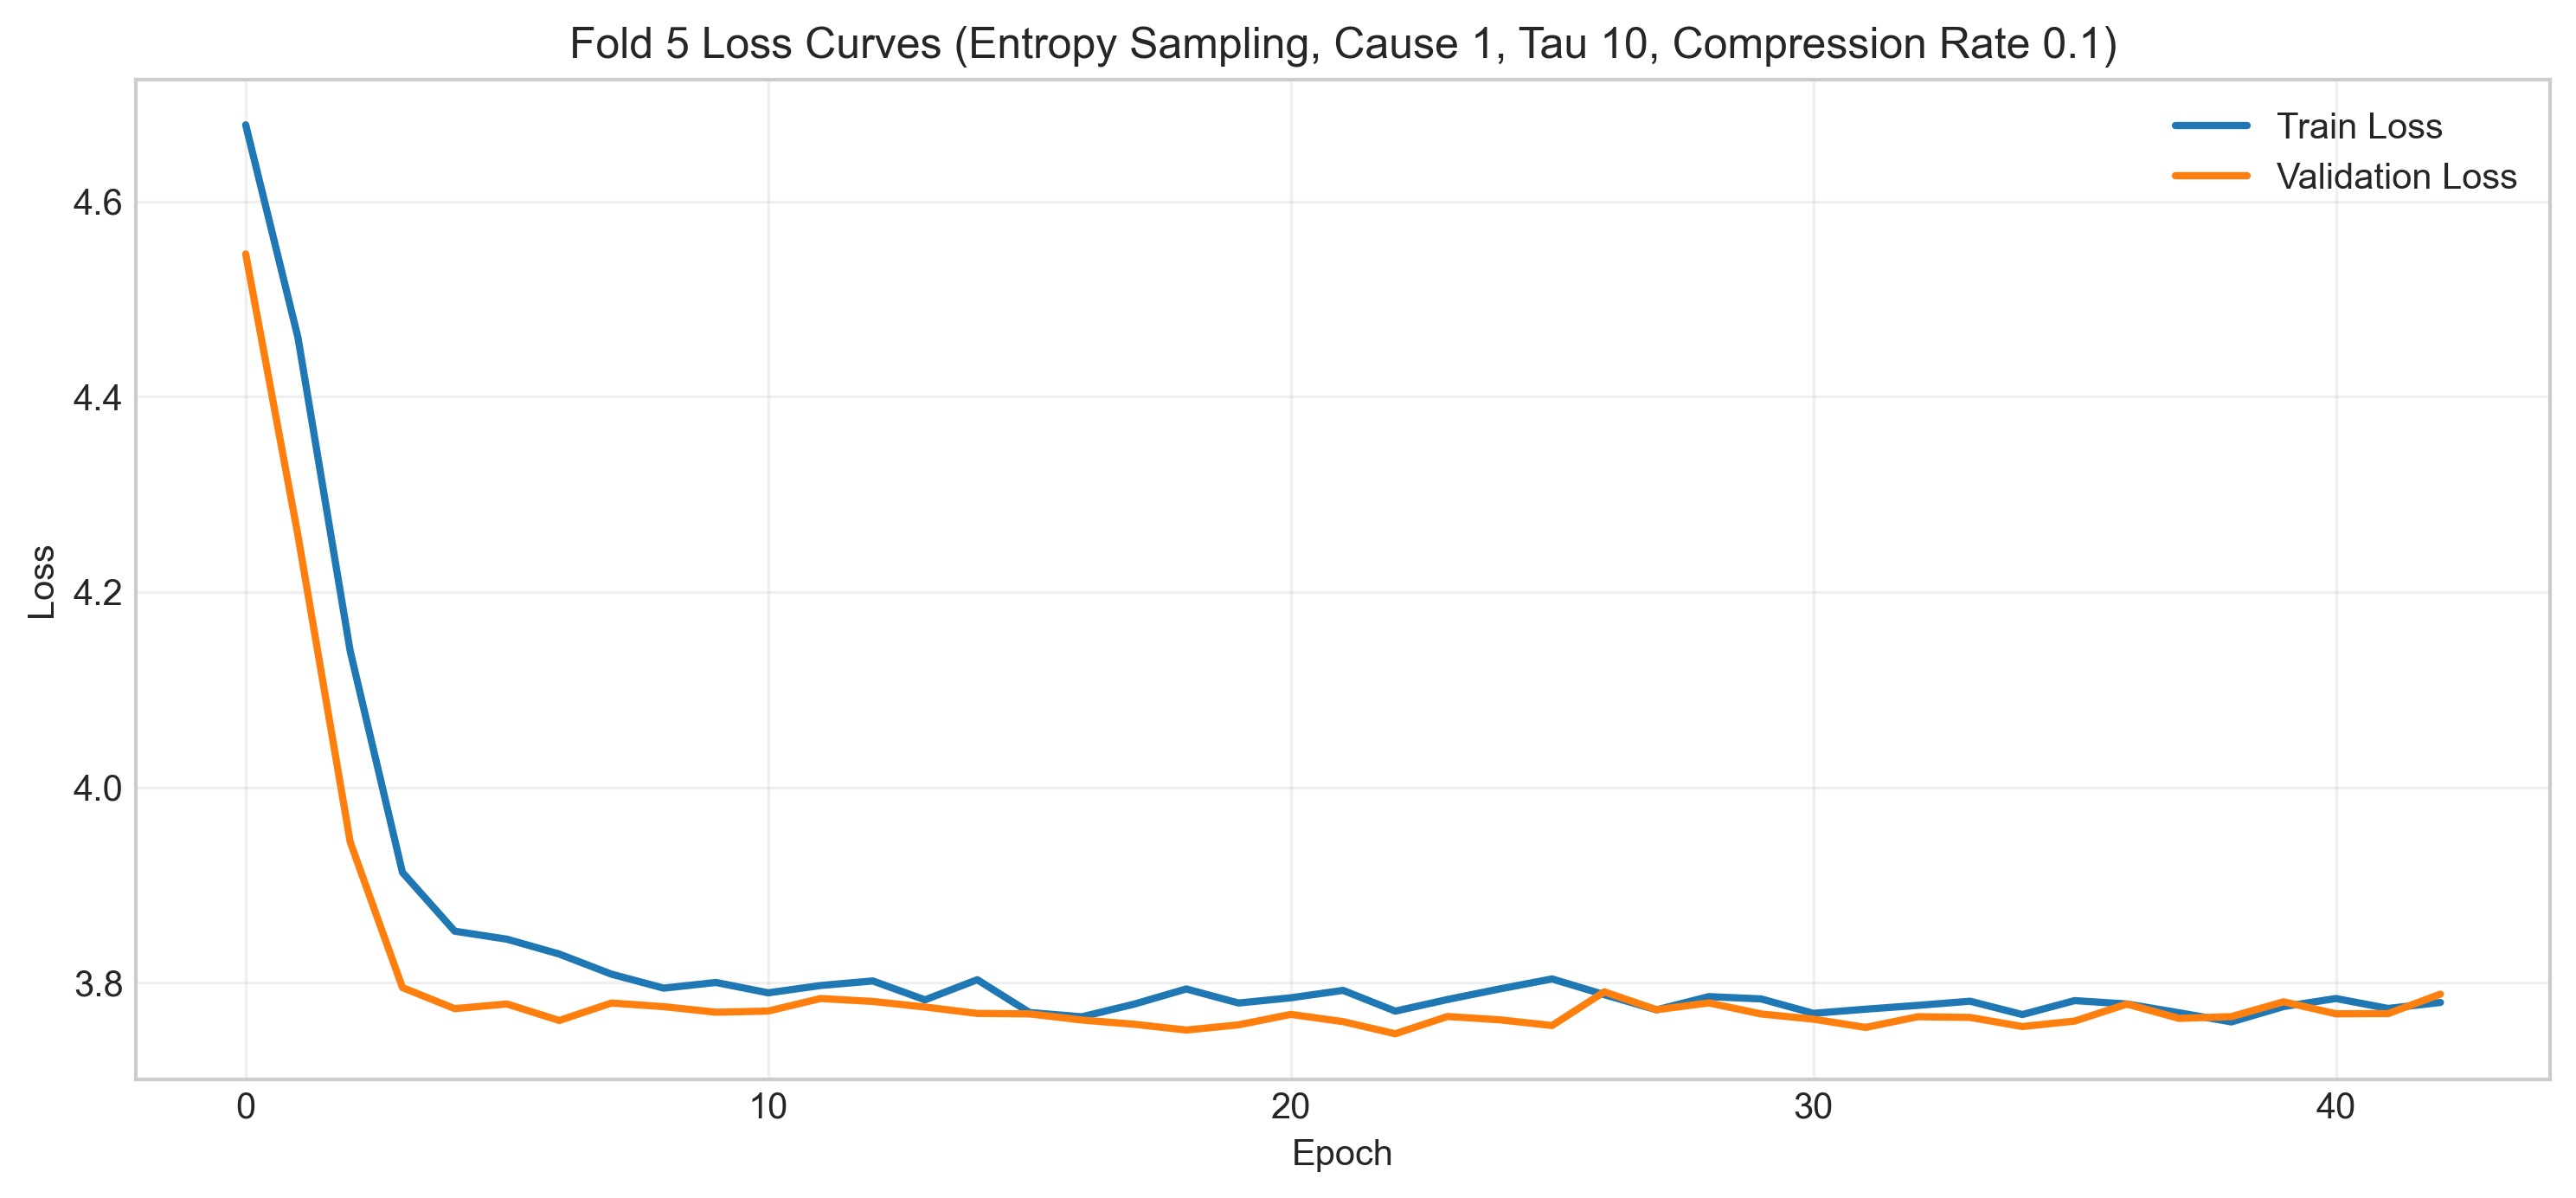 Fold 5 Loss Curves (Entropy Sampling, Cause 1, Tau 10, Compression Rate 0.1)
Train Loss
Validation Loss
4.6
4.4
4.2
4.0
3.8
Loss
0 10 20 30 40
Epoch